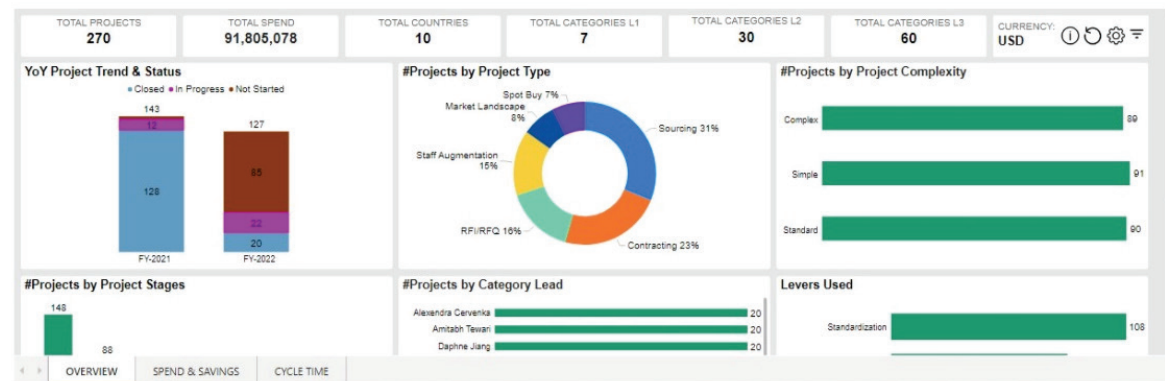 TOTAL PROJECTS
270
TOTAL SPEND
91,805,078
TOTAL COUNTRIES
10
TOTAL CATEGORIES L1
7
TOTAL CATEGORIES L2
30
TOTAL CATEGORIES L3
60
CURRENCY:
USD
YoY Project Trend & Status
Closed In Progress Not Started
143
12
128
FY-2021
127
85
22
20
FY-2022
#Projects by Project Type
Spot Buy 7%
Market Landscape
8%
Sourcing 31%
Staff Augmentation
15%
RFI/RFQ 16%
Contracting 23%
#Projects by Project Complexity
Complex 89
Simple 91
Standard 90
#Projects by Project Stages
148
88
#Projects by Category Lead
Alexandra Cervenka 20
Amitabh Tewari 20
Daphne Jiang 20
Levers Used
Standardization 108
OVERVIEW SPEND & SAVINGS CYCLE TIME